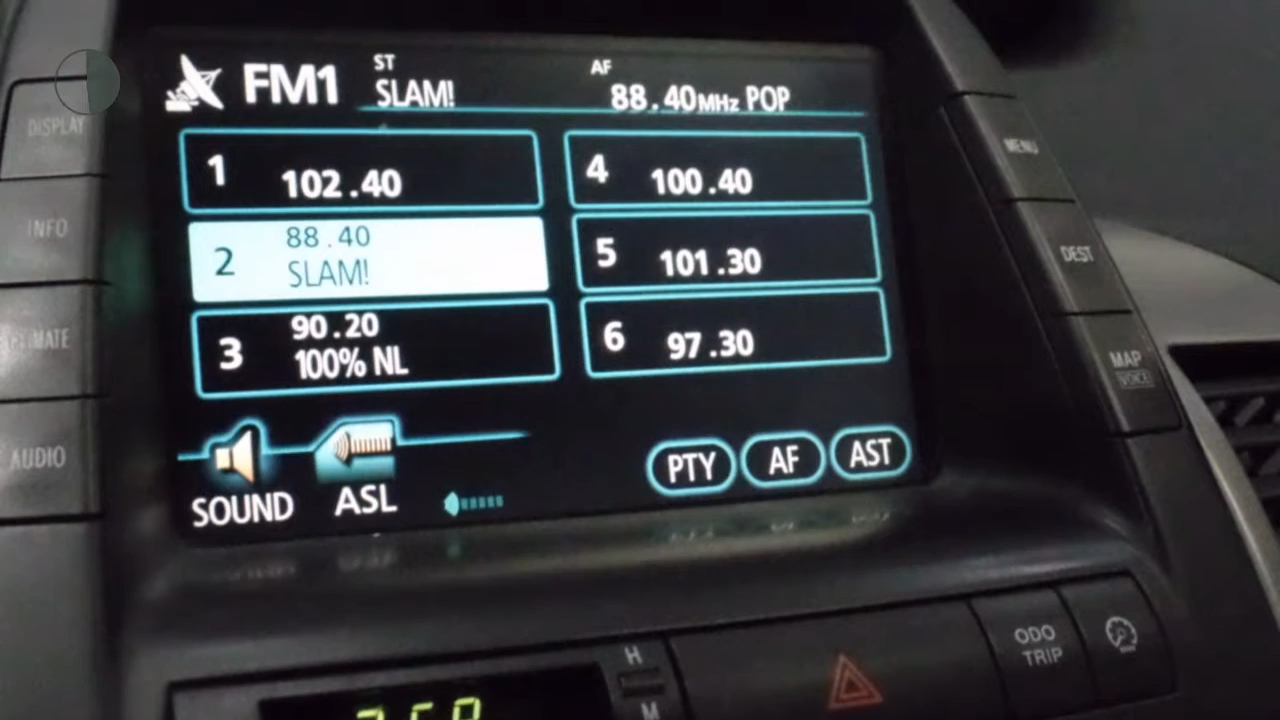 FM1
ST
SLAM!
AF
88.40MHz POP
1 102.40
2 88.40
SLAM!
3 90.20
100% NL
4 100.40
5 101.30
6 97.30
SOUND
ASL
PTY
AF
AST
DISPLAY
INFO
AUDIO
MENU
DEST
MAP
VOICE
H
M
ODO
TRIP